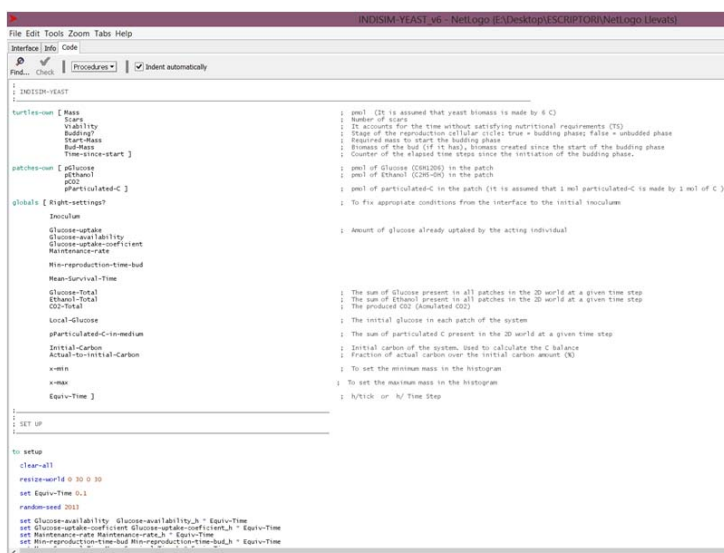 INDISIM-YEAST_v6 - NetLogo {E:\Desktop\ESCRIPTORI\NetLogo Llevats}
File Edit Tools Zoom Tabs Help
Interface Info Code
Find... Check Procedures Indent automatically
;
; INDISIM-YEAST
;
turtles-own [ Mass ; pmol (It is assumed that yeast biomass is made by 6 C)
Scars ; Number of scars
Viability ; It accounts for the time without satisfying nutritional requirements (TS)
Budding? ; Stage of the reproduction cellular cicle: true = budding phase; false = unbudded phase
Start-Mass ; Required mass to start the budding phase
Bud-Mass ; Biomass of the bud (if it has), biomass created since the start of the budding phase
Time-since-start ] ; Counter of the elapsed time steps since the initiation of the budding phase.
patches-own [ pGlucose ; pmol of Glucose (C6H12O6) in the patch
pEthanol ; pmol of Ethanol (C2H5-OH) in the patch
pCO2
pParticulated-C ] ; pmol of particulated-C in the patch (it is assumed that 1 mol particulated-C is made by 1 mol of C )
globals [ Right-settings? ; To fix appropiate conditions from the interface to the initial inoculumm
Inoculum
Glucose-uptake ; Amount of glucose already uptaked by the acting individual
Glucose-availability
Glucose-uptake-coeficient
Maintenance-rate
Min-reproduction-time-bud
Mean-Survival-Time
Glucose-Total ; The sum of Glucose present in all patches in the 2D world at a given time step
Ethanol-Total ; The sum of Ethanol present in all patches in the 2D world at a given time step
CO2-Total ; The produced CO2 (Acmulated CO2)
Local-Glucose ; The initial glucose in each patch of the system
pParticulated-C-in-medium ; The sum of particulated C present in the 2D world at a given time step
Initial-Carbon ; Initial carbon of the system. Used to calculate the C balance
Actual-to-initial-Carbon ; Fraction of actual carbon over the initial carbon amount (%)
x-min ; To set the minimum mass in the histogram
x-max ; To set the maximum mass in the histogram
Equiv-Time ] ; h/tick or h/ Time Step
;
;
; SET UP
;
to setup
clear-all
resize-world 0 30 0 30
set Equiv-Time 0.1
random-seed 2013
set Glucose-availability Glucose-availability_h * Equiv-Time
set Glucose-uptake-coeficient Glucose-uptake-coeficient_h * Equiv-Time
set Maintenance-rate Maintenance-rate_h * Equiv-Time
set Min-reproduction-time-bud Min-reproduction-time-bud_h * Equiv-Time